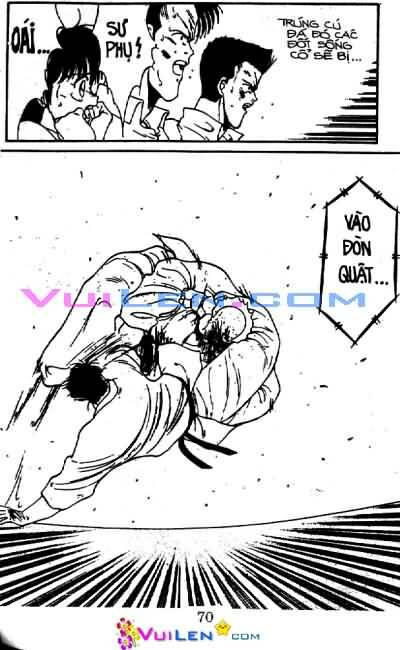 OÁI...
SƯ
PHỤ!
TRÚNG CÚ
ĐÁ ĐÓ CÁC
ĐỐT SỐNG
CỔ SẼ BỊ...
VÀO
ĐÒN
QUẬT...
VUILEN.COM
70
VUILEN.COM